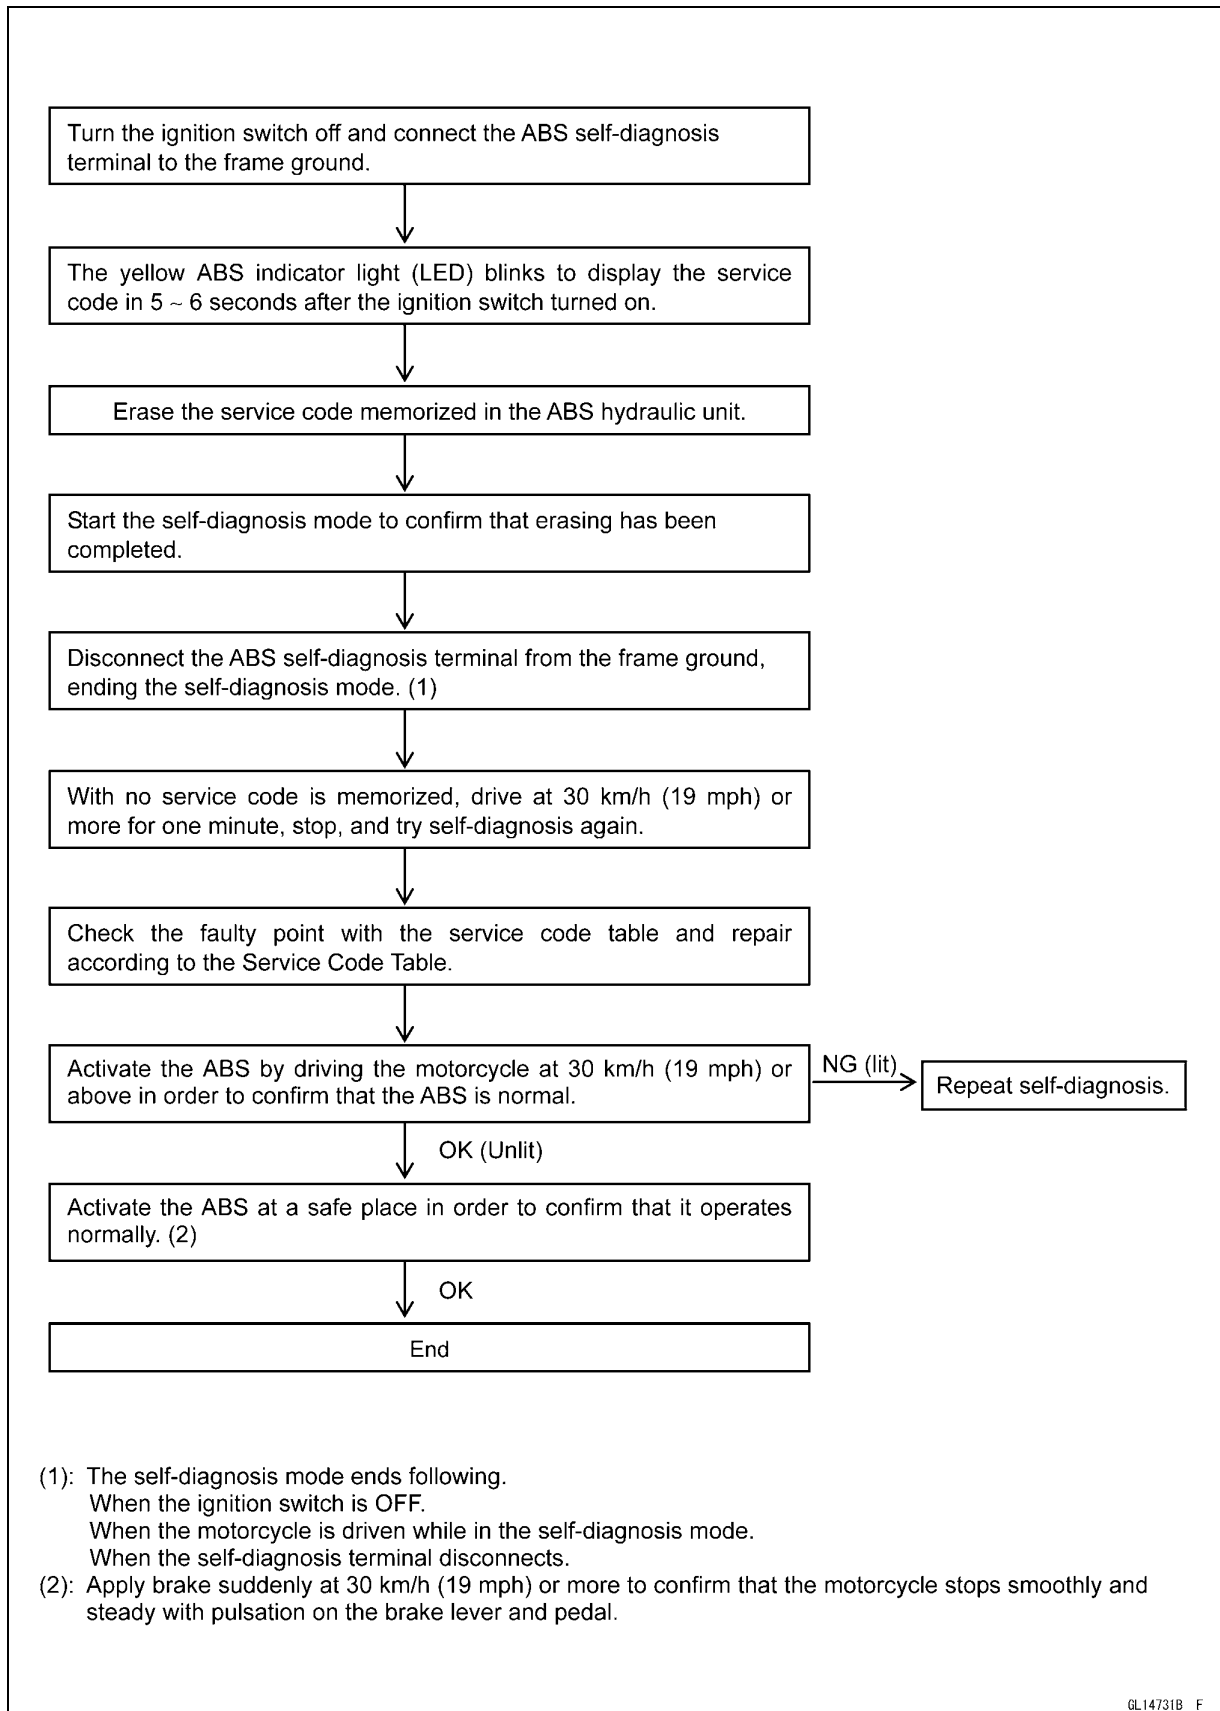 Turn the ignition switch off and connect the ABS self-diagnosis
terminal to the frame ground.
The yellow ABS indicator light (LED) blinks to display the service
code in 5 ~ 6 seconds after the ignition switch turned on.
Erase the service code memorized in the ABS hydraulic unit.
Start the self-diagnosis mode to confirm that erasing has been
completed.
Disconnect the ABS self-diagnosis terminal from the frame ground,
ending the self-diagnosis mode. (1)
With no service code is memorized, drive at 30 km/h (19 mph) or
more for one minute, stop, and try self-diagnosis again.
Check the faulty point with the service code table and repair
according to the Service Code Table.
Activate the ABS by driving the motorcycle at 30 km/h (19 mph) or
above in order to confirm that the ABS is normal.
NG (lit)
Repeat self-diagnosis.
OK (Unlit)
Activate the ABS at a safe place in order to confirm that it operates
normally. (2)
OK
End
(1): The self-diagnosis mode ends following.
When the ignition switch is OFF.
When the motorcycle is driven while in the self-diagnosis mode.
When the self-diagnosis terminal disconnects.
(2): Apply brake suddenly at 30 km/h (19 mph) or more to confirm that the motorcycle stops smoothly and
steady with pulsation on the brake lever and pedal.
GL14731B F